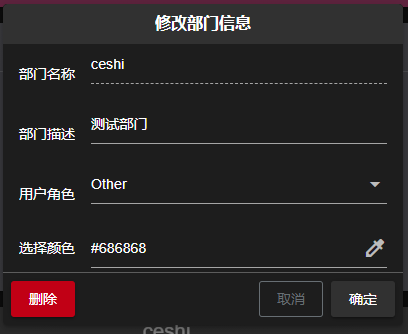 修改部门信息
部门名称 ceshi
部门描述 测试部门
用户角色 Other
选择颜色 #686868
删除 取消 确定
ceshi